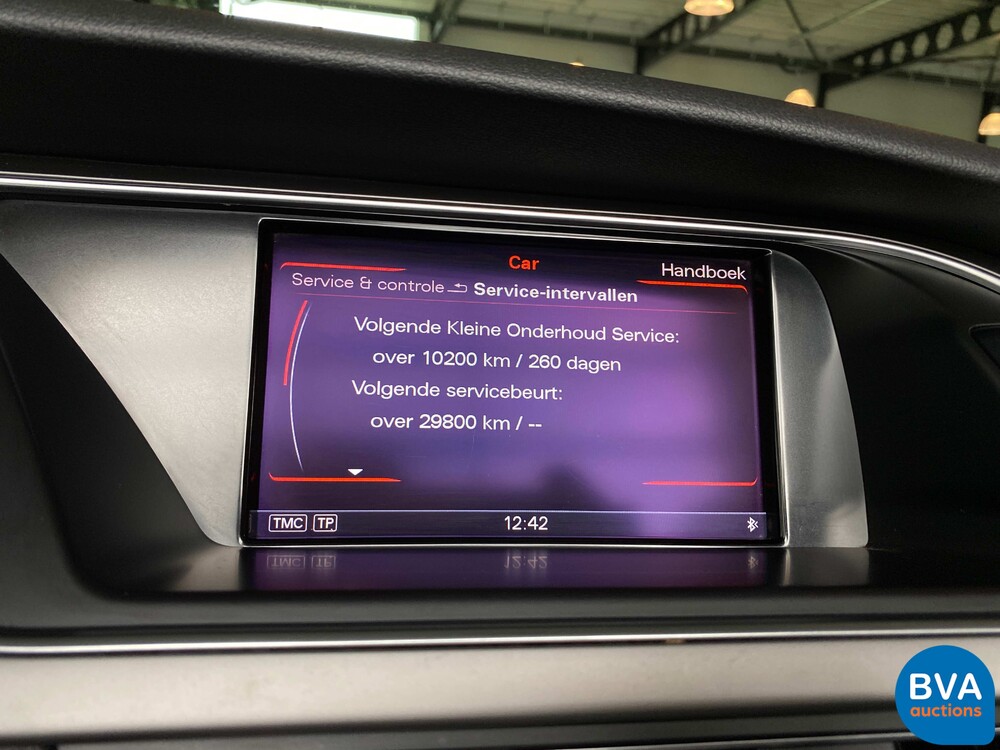 Car
Handboek
Service & controle Service-intervallen
Volgende Kleine Onderhoud Service:
over 10200 km / 260 dagen
Volgende servicebeurt:
over 29800 km / --
TMC TP 12:42
BVA
auctions